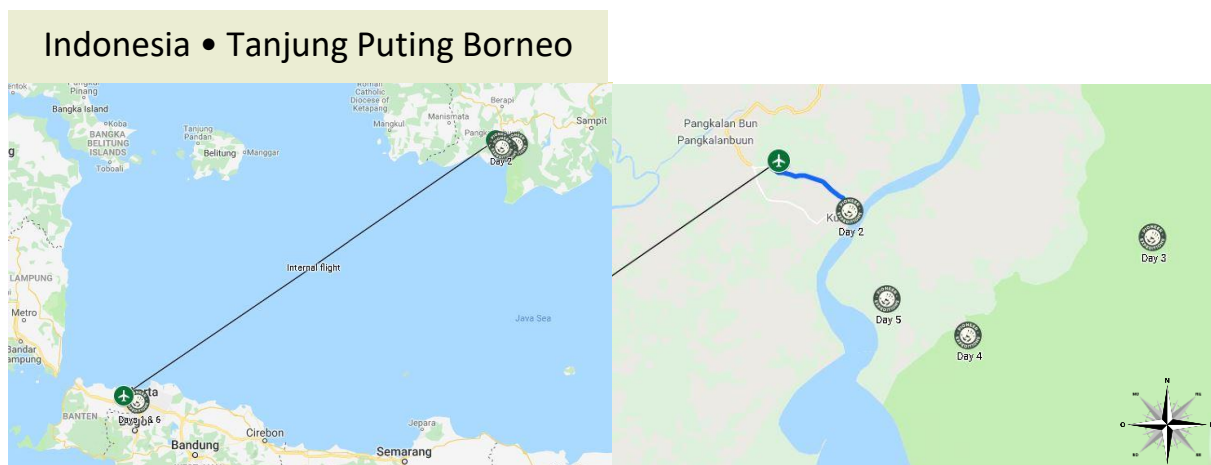 Indonesia • Tanjung Puting Borneo
Pangkal
Pinang
Bangka Island
Koba
BANGKA
BELITUNG
ISLANDS
Toboali
Tanjung
Pandan
Belitung
Manggar
Roman
Catholic
Diocese of
Ketapang
Berapi
Manismata
Mangkul
Sampit
Day 2
Internal flight
LAMPUNG
Metro
Bandar
Java Sea
BANTEN
Days 1 & 6
Bandung
Cirebon
Jepara
Semarang
Pangkalan Bun
Pangkalanbuun
Day 2
Day 3
Day 5
Day 4
N